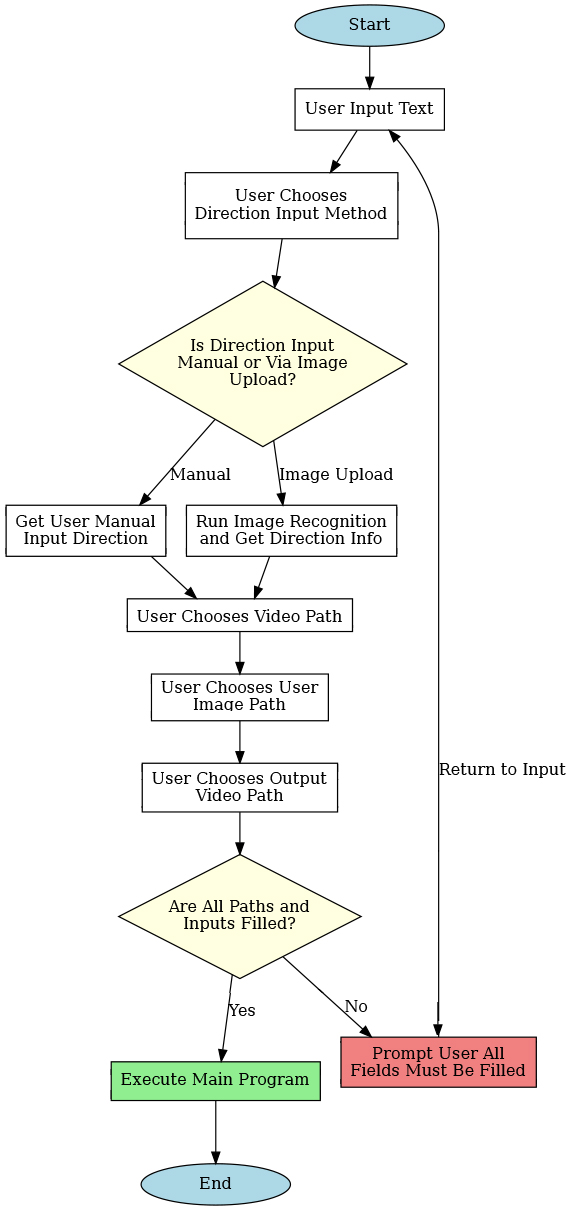 Start
User Input Text
User Chooses
Direction Input Method
Is Direction Input
Manual or Via Image
Upload?
Manual
Image Upload
Get User Manual
Input Direction
Run Image Recognition
and Get Direction Info
User Chooses Video Path
User Chooses User
Image Path
User Chooses Output
Video Path
Return to Input
Are All Paths and
Inputs Filled?
Yes
No
Execute Main Program
Prompt User All
Fields Must Be Filled
End